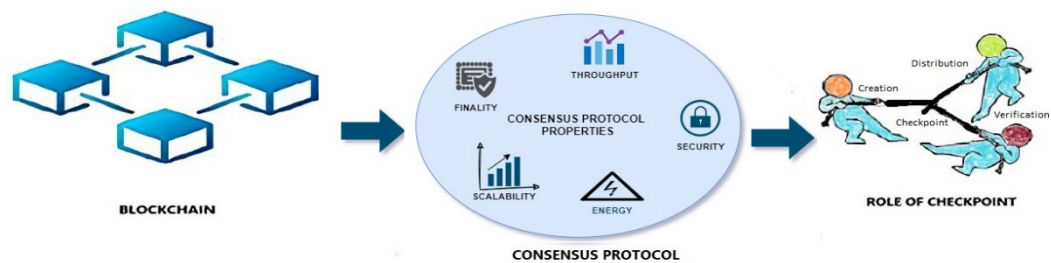 BLOCKCHAIN
THROUGHPUT
FINALITY
CONSENSUS PROTOCOL
PROPERTIES
SECURITY
SCALABILITY
ENERGY
CONSENSUS PROTOCOL
Distribution
Creation
Checkpoint
Verification
ROLE OF CHECKPOINT